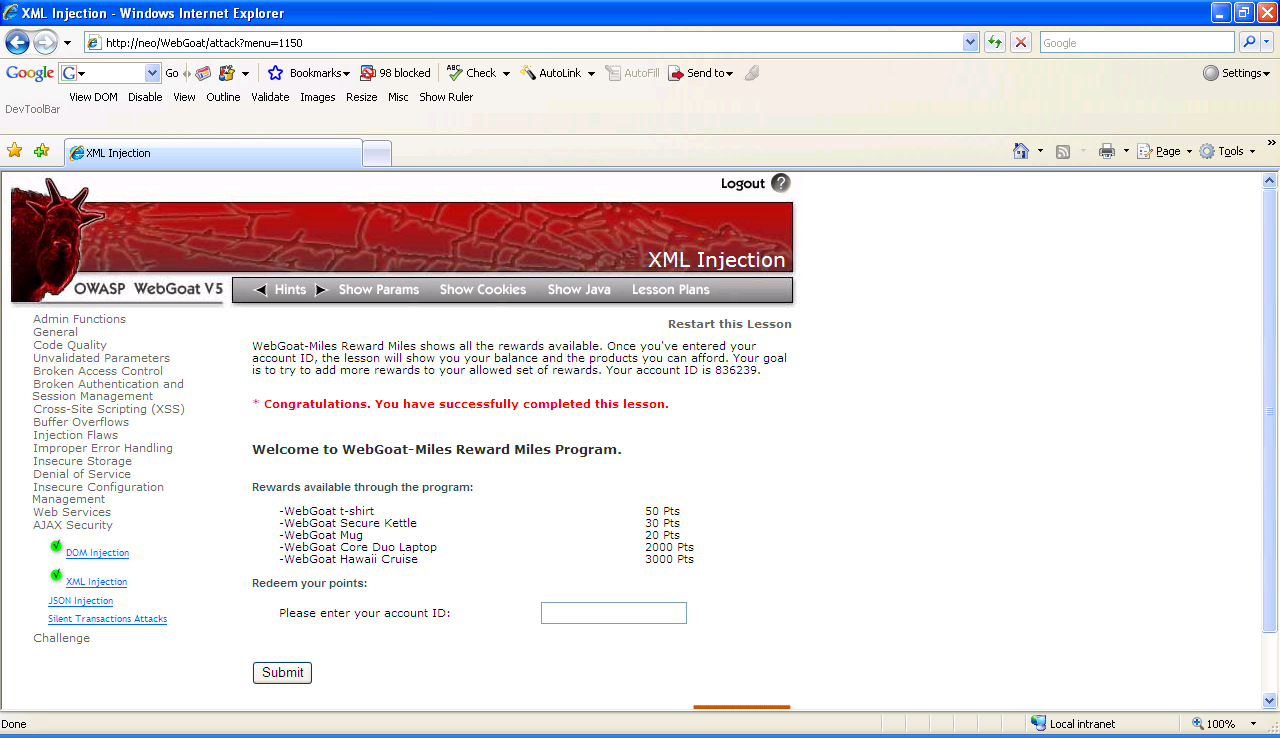 XML Injection - Windows Internet Explorer
http://neo/WebGoat/attack?menu=1150
Google
Google G Go Bookmarks 98 blocked ABC Check AutoLink AutoFill Send to Settings
View DOM Disable View Outline Validate Images Resize Misc Show Ruler
DevToolBar
XML Injection
Page Tools »
Logout ?
XML Injection
OWASP WebGoat V5
Hints Show Params Show Cookies Show Java Lesson Plans
Restart this Lesson
Admin Functions
General
Code Quality
Unvalidated Parameters
Broken Access Control
Broken Authentication and
Session Management
Cross-Site Scripting (XSS)
Buffer Overflows
Injection Flaws
Improper Error Handling
Insecure Storage
Denial of Service
Insecure Configuration
Management
Web Services
AJAX Security
DOM Injection
XML Injection
JSON Injection
Silent Transactions Attacks
Challenge
WebGoat-Miles Reward Miles shows all the rewards available. Once you've entered your
account ID, the lesson will show you your balance and the products you can afford. Your goal
is to try to add more rewards to your allowed set of rewards. Your account ID is 836239.
* Congratulations. You have successfully completed this lesson.
Welcome to WebGoat-Miles Reward Miles Program.
Rewards available through the program:
-WebGoat t-shirt 50 Pts
-WebGoat Secure Kettle 30 Pts
-WebGoat Mug 20 Pts
-WebGoat Core Duo Laptop 2000 Pts
-WebGoat Hawaii Cruise 3000 Pts
Redeem your points:
Please enter your account ID:
Submit
Done Local intranet 100%